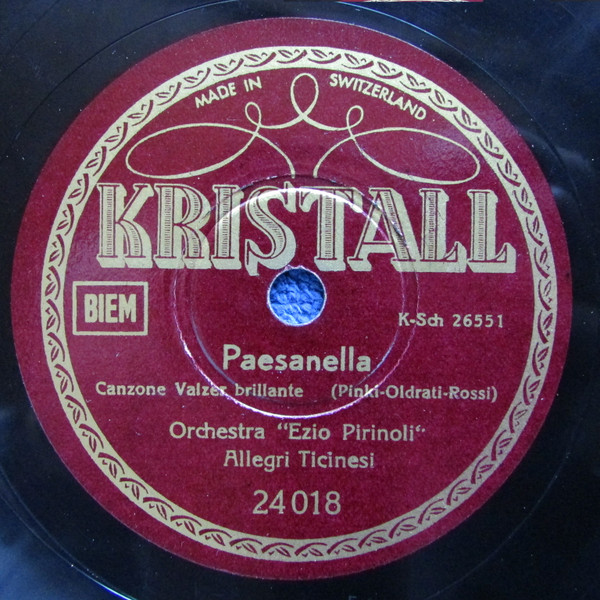 MADE IN SWITZERLAND
KRISTALL
BIEM
K-Sch 26551
Paesanella
Canzone Valzer brillante (Pinki-Oldrati-Rossi)
Orchestra “Ezio Pirinoli“
Allegri Ticinesi
24018